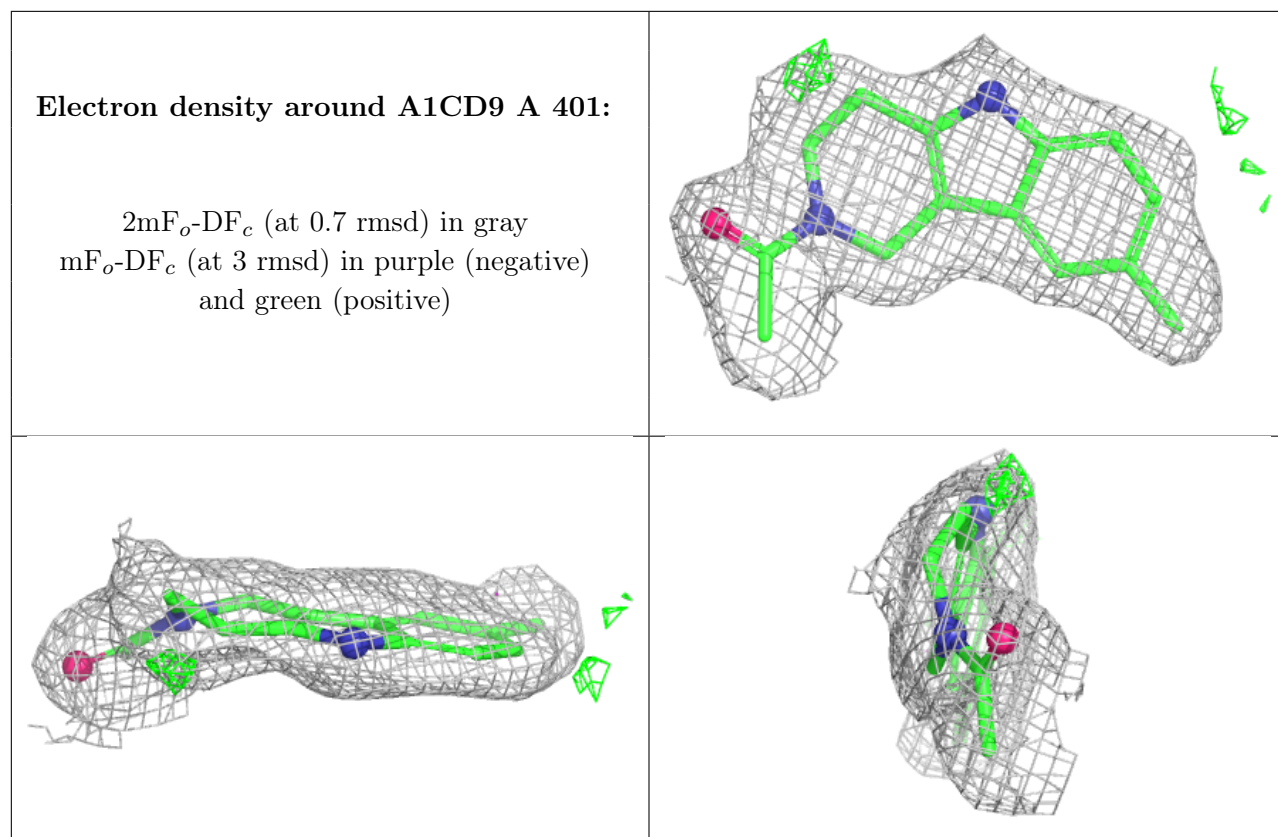 Electron density around A1CD9 A 401:
2mFo-DFc (at 0.7 rmsd) in gray
mFo-DFc (at 3 rmsd) in purple (negative)
and green (positive)